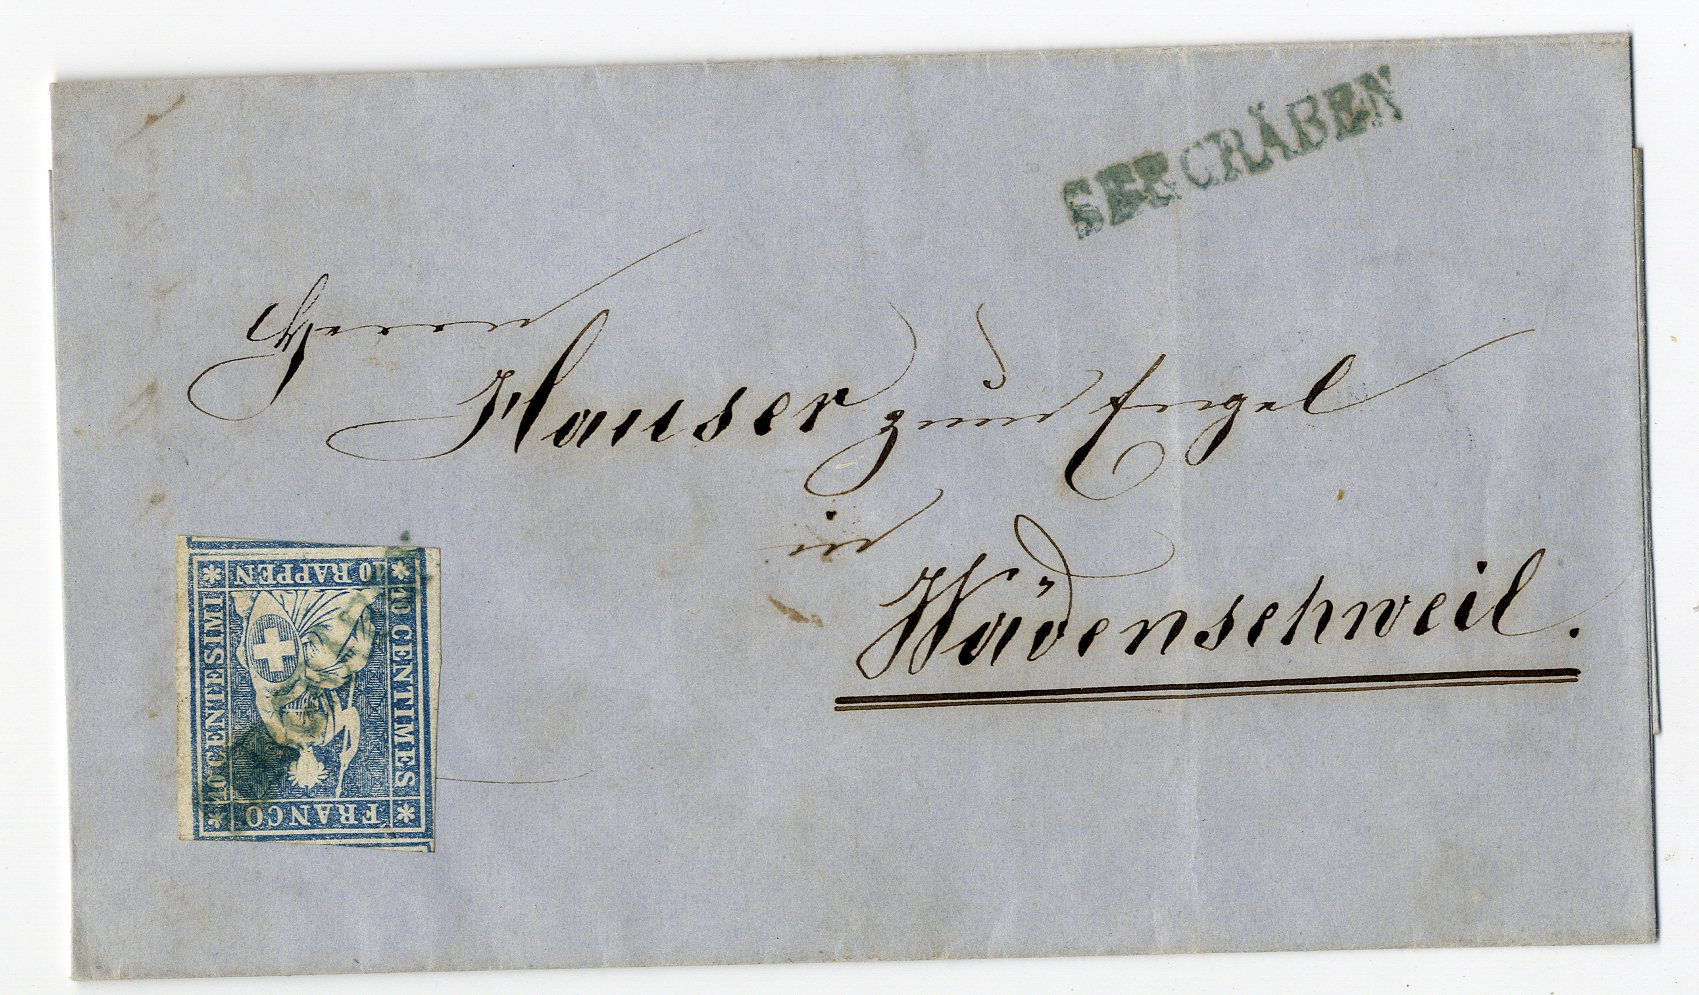 SEEGRÄBEN
Herrn
Hauser zum Engel
in
Wädenschweil.
10 RAPPEN
10 CENTIMES
FRANCO
10 CENTESIMI